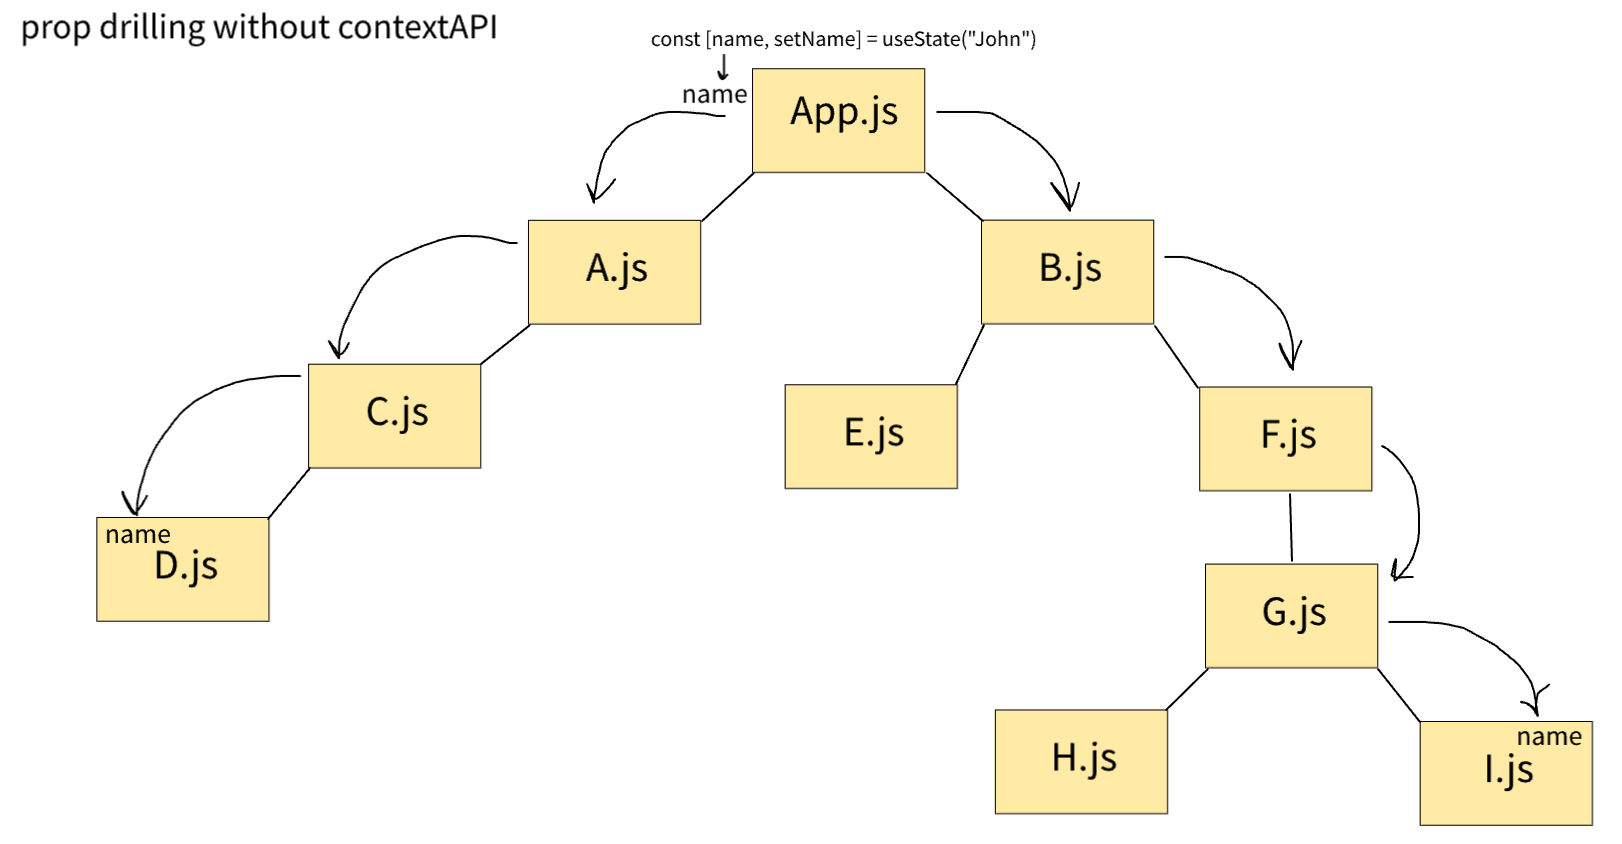 prop drilling without contextAPI
const [name, setName] = useState("John")
name
App.js
A.js
B.js
C.js
E.js
F.js
name
D.js
G.js
name
H.js
I.js